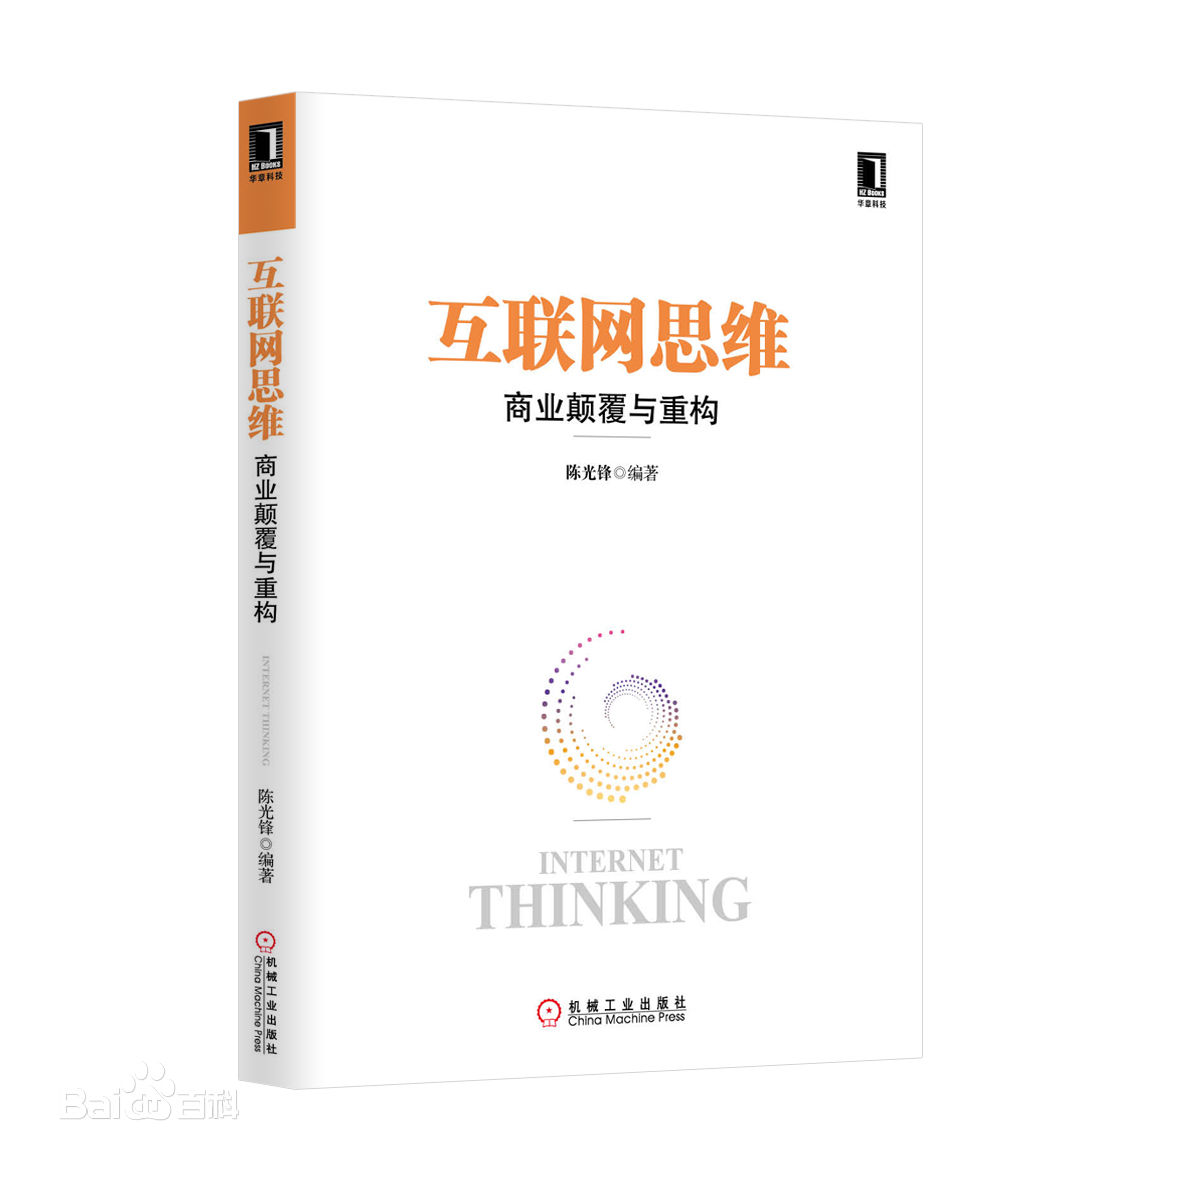 HZ BOOKS
华章科技
互联网思维
商业颠覆与重构
INTERNET THINKING
陈光锋◎编著
机械工业出版社
China Machine Press
HZ BOOKS
华章科技
互联网思维
商业颠覆与重构
陈光锋◎编著
INTERNET
THINKING
机械工业出版社
China Machine Press
Bai百科